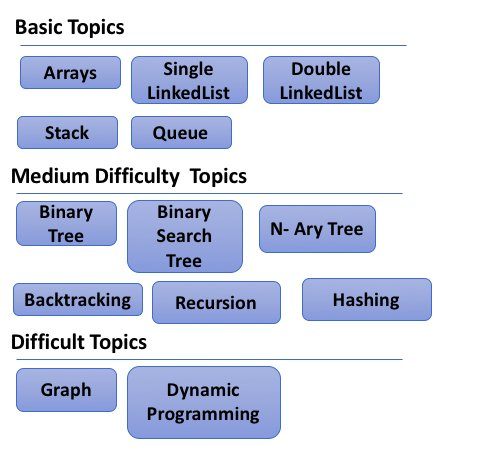 Basic Topics
Arrays
Single
LinkedList
Double
LinkedList
Stack
Queue
Medium Difficulty  Topics
Binary
Tree
Binary
Search
Tree
N- Ary Tree
Backtracking
Recursion
Hashing
Difficult Topics
Graph
Dynamic
Programming